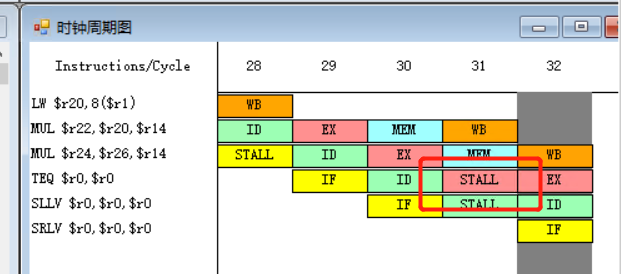 时钟周期图
Instructions/Cycle 28 29 30 31 32
LW $r20,8($r1) WB
MUL $r22,$r20,$r14 ID EX MEM WB
MUL $r24,$r26,$r14 STALL ID EX MEM WB
TEQ $r0,$r0 IF ID STALL EX
SLLV $r0,$r0,$r0 IF STALL ID
SRLV $r0,$r0,$r0 IF